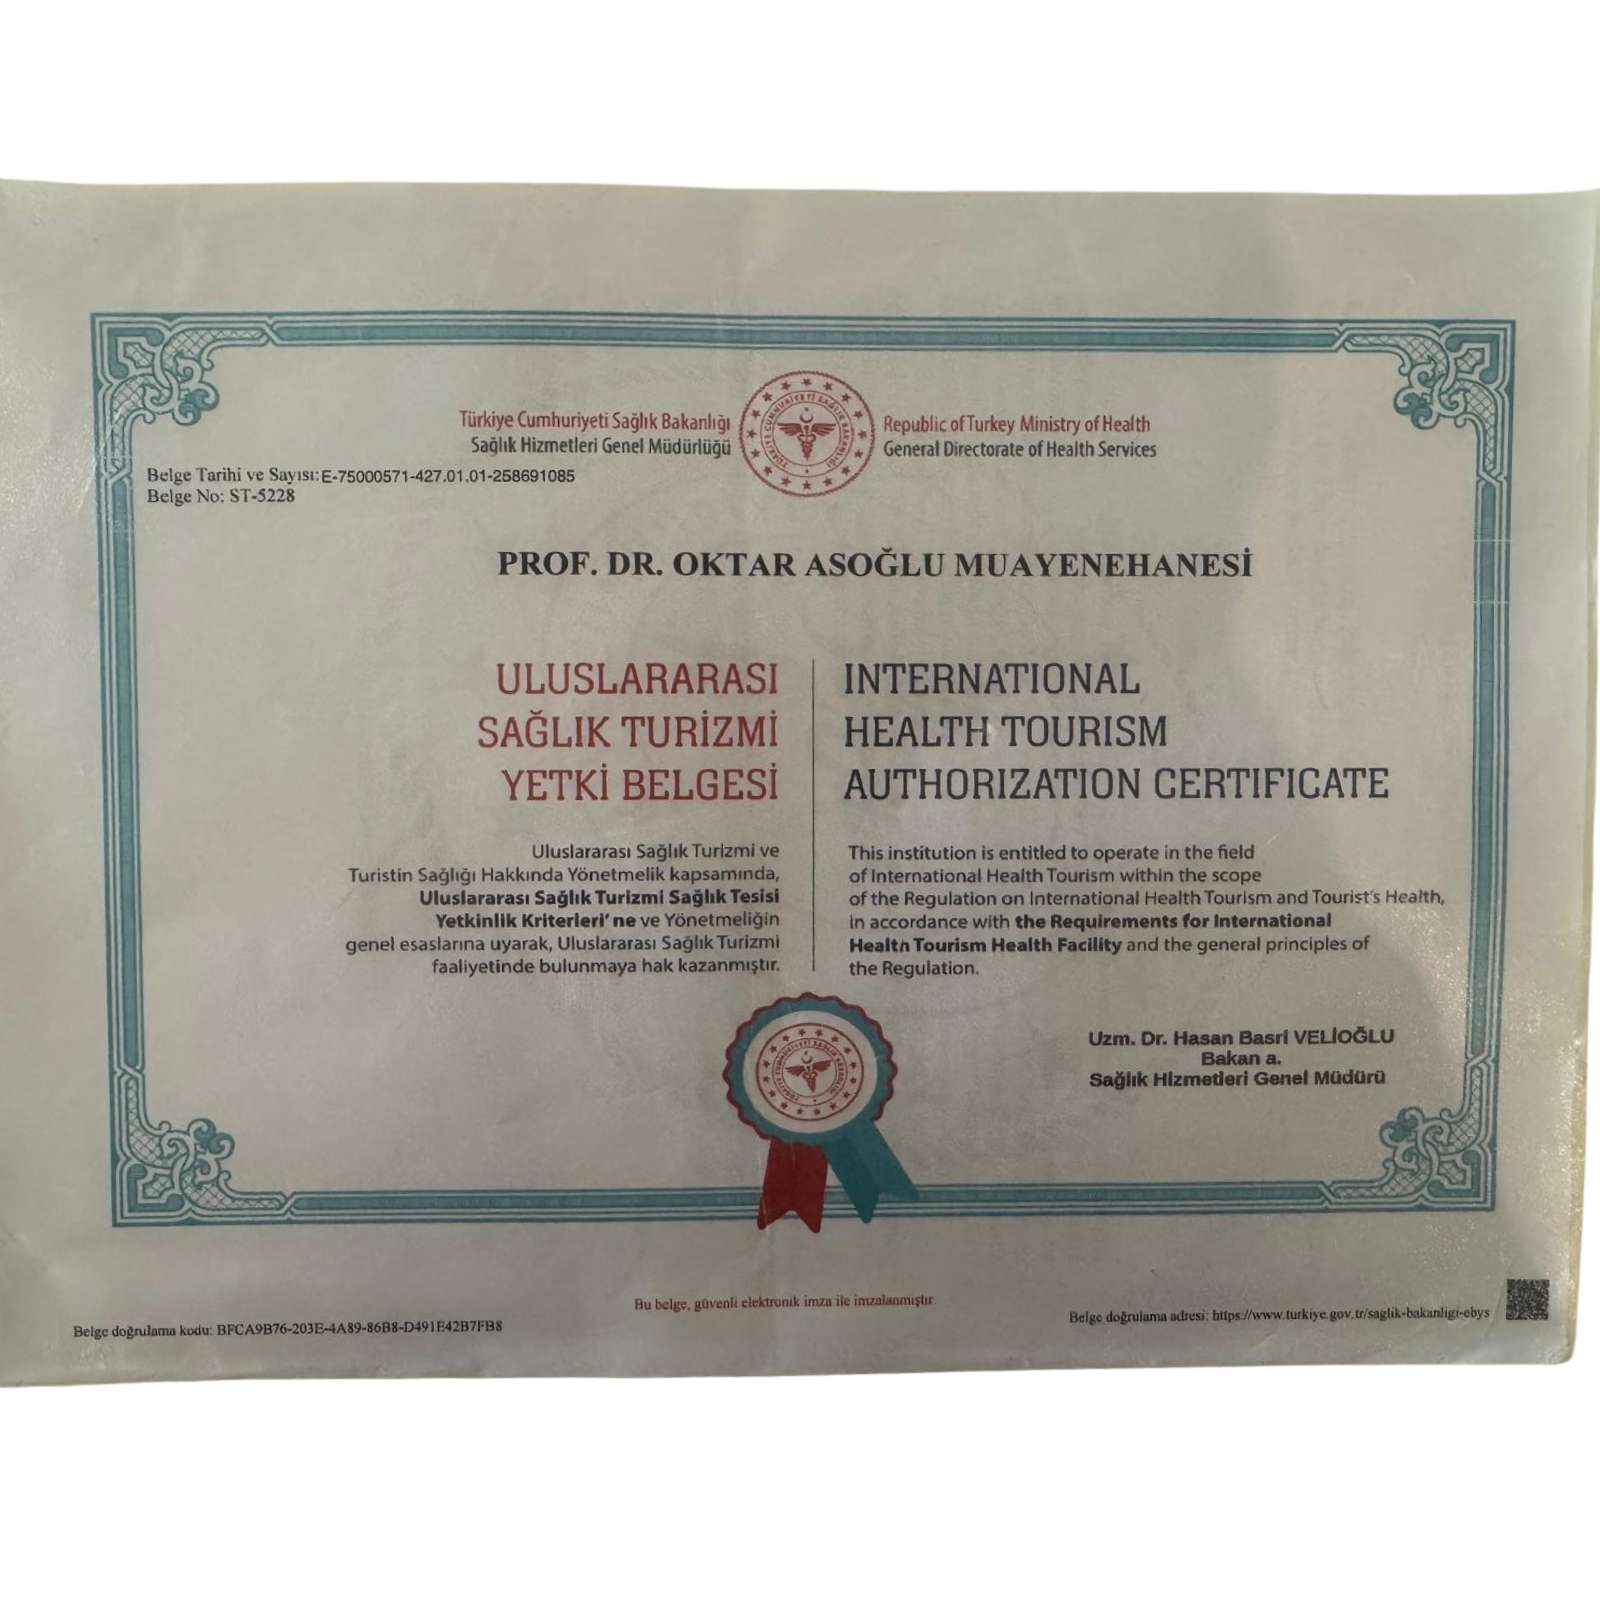 Türkiye Cumhuriyeti Sağlık Bakanlığı
Sağlık Hizmetleri Genel Müdürlüğü
Republic of Turkey Ministry of Health
General Directorate of Health Services
Belge Tarihi ve Sayısı:E-75000571-427.01.01-258691085
Belge No: ST-5228
PROF. DR. OKTAR ASOĞLU MUAYENEHANESİ
ULUSLARARASI
SAĞLIK TURİZMİ
YETKİ BELGESİ
Uluslararası Sağlık Turizmi ve
Turistin Sağlığı Hakkında Yönetmelik kapsamında,
Uluslararası Sağlık Turizmi Sağlık Tesisi
Yetkinlik Kriterleri' ne ve Yönetmeliğin
genel esaslarına uyarak, Uluslararası Sağlık Turizmi
faaliyetinde bulunmaya hak kazanmıştır.
INTERNATIONAL
HEALTH TOURISM
AUTHORIZATION CERTIFICATE
This institution is entitled to operate in the field
of International Health Tourism within the scope
of the Regulation on International Health Tourism and Tourist's Health,
in accordance with the Requirements for International
Health Tourism Health Facility and the general principles of
the Regulation.
Uzm. Dr. Hasan Basri VELİOĞLU
Bakan a.
Sağlık Hizmetleri Genel Müdürü
Bu belge, güvenli elektronik imza ile imzalanmıştır.
Belge doğrulama kodu: BFCA9B76-203E-4A89-86B8-D491E42B7FB8
Belge doğrulama adresi: https://www.turkiye.gov.tr/saglik-bakanligi-ebys